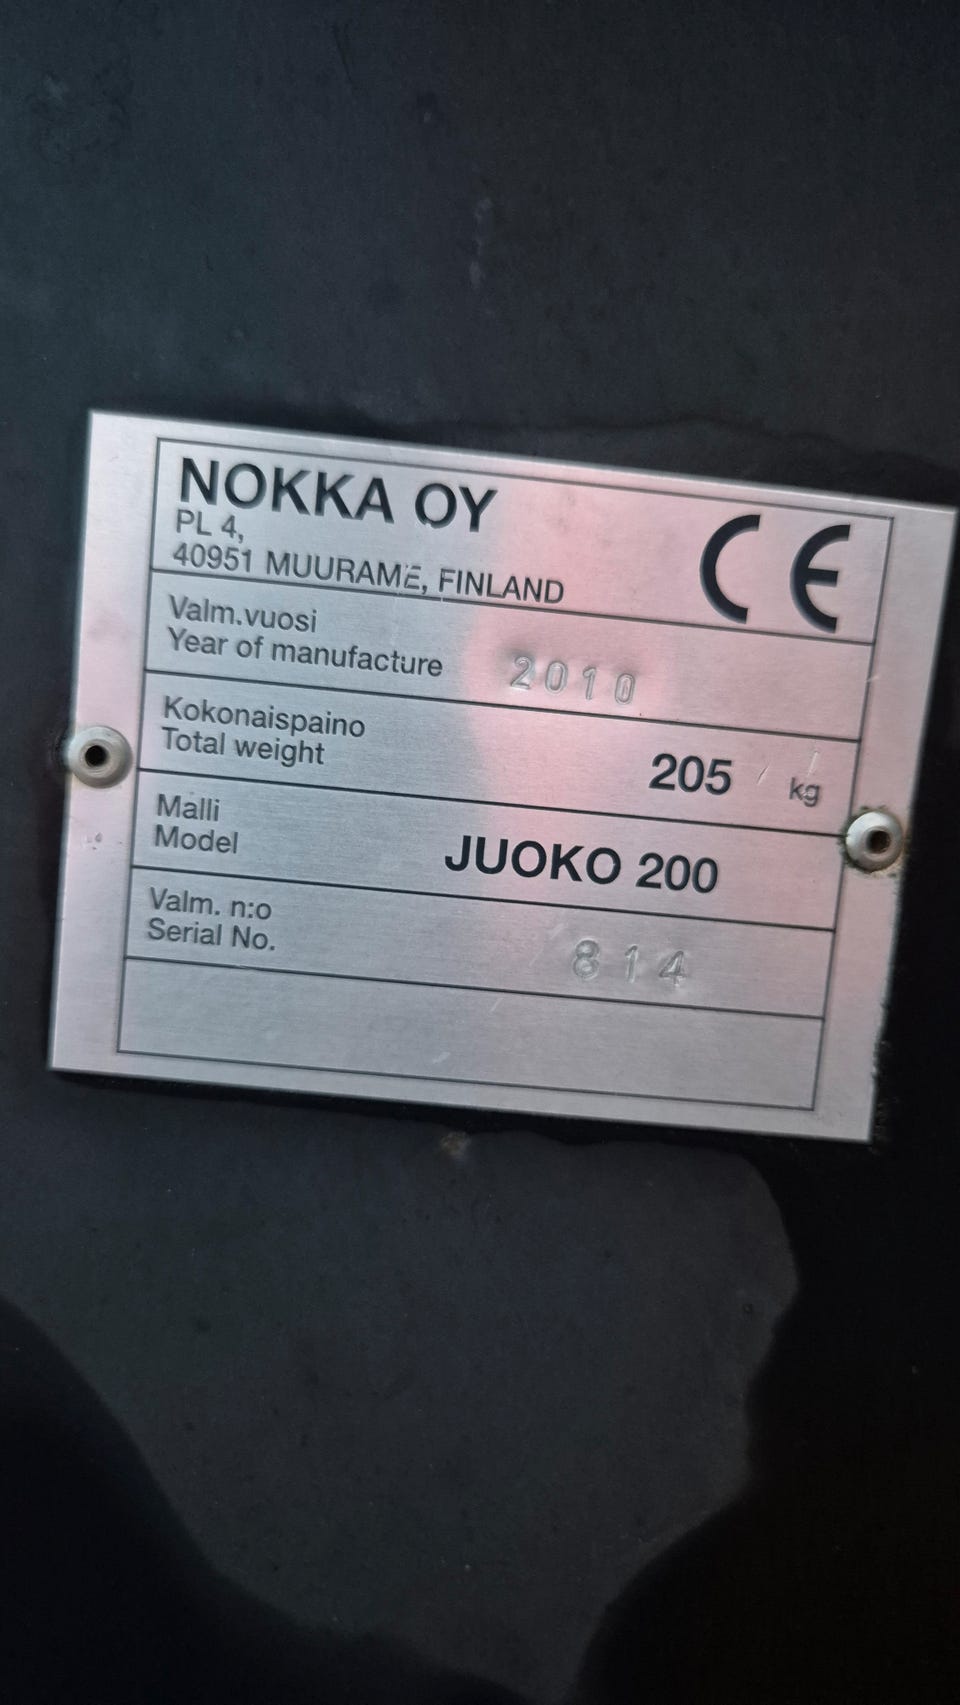 NOKKA OY
PL 4,
40951 MUURAME, FINLAND
CE
Valm.vuosi
Year of manufacture
2010
Kokonaispaino
Total weight
205 kg
Malli
Model
JUOKO 200
Valm. n:o
Serial No.
814